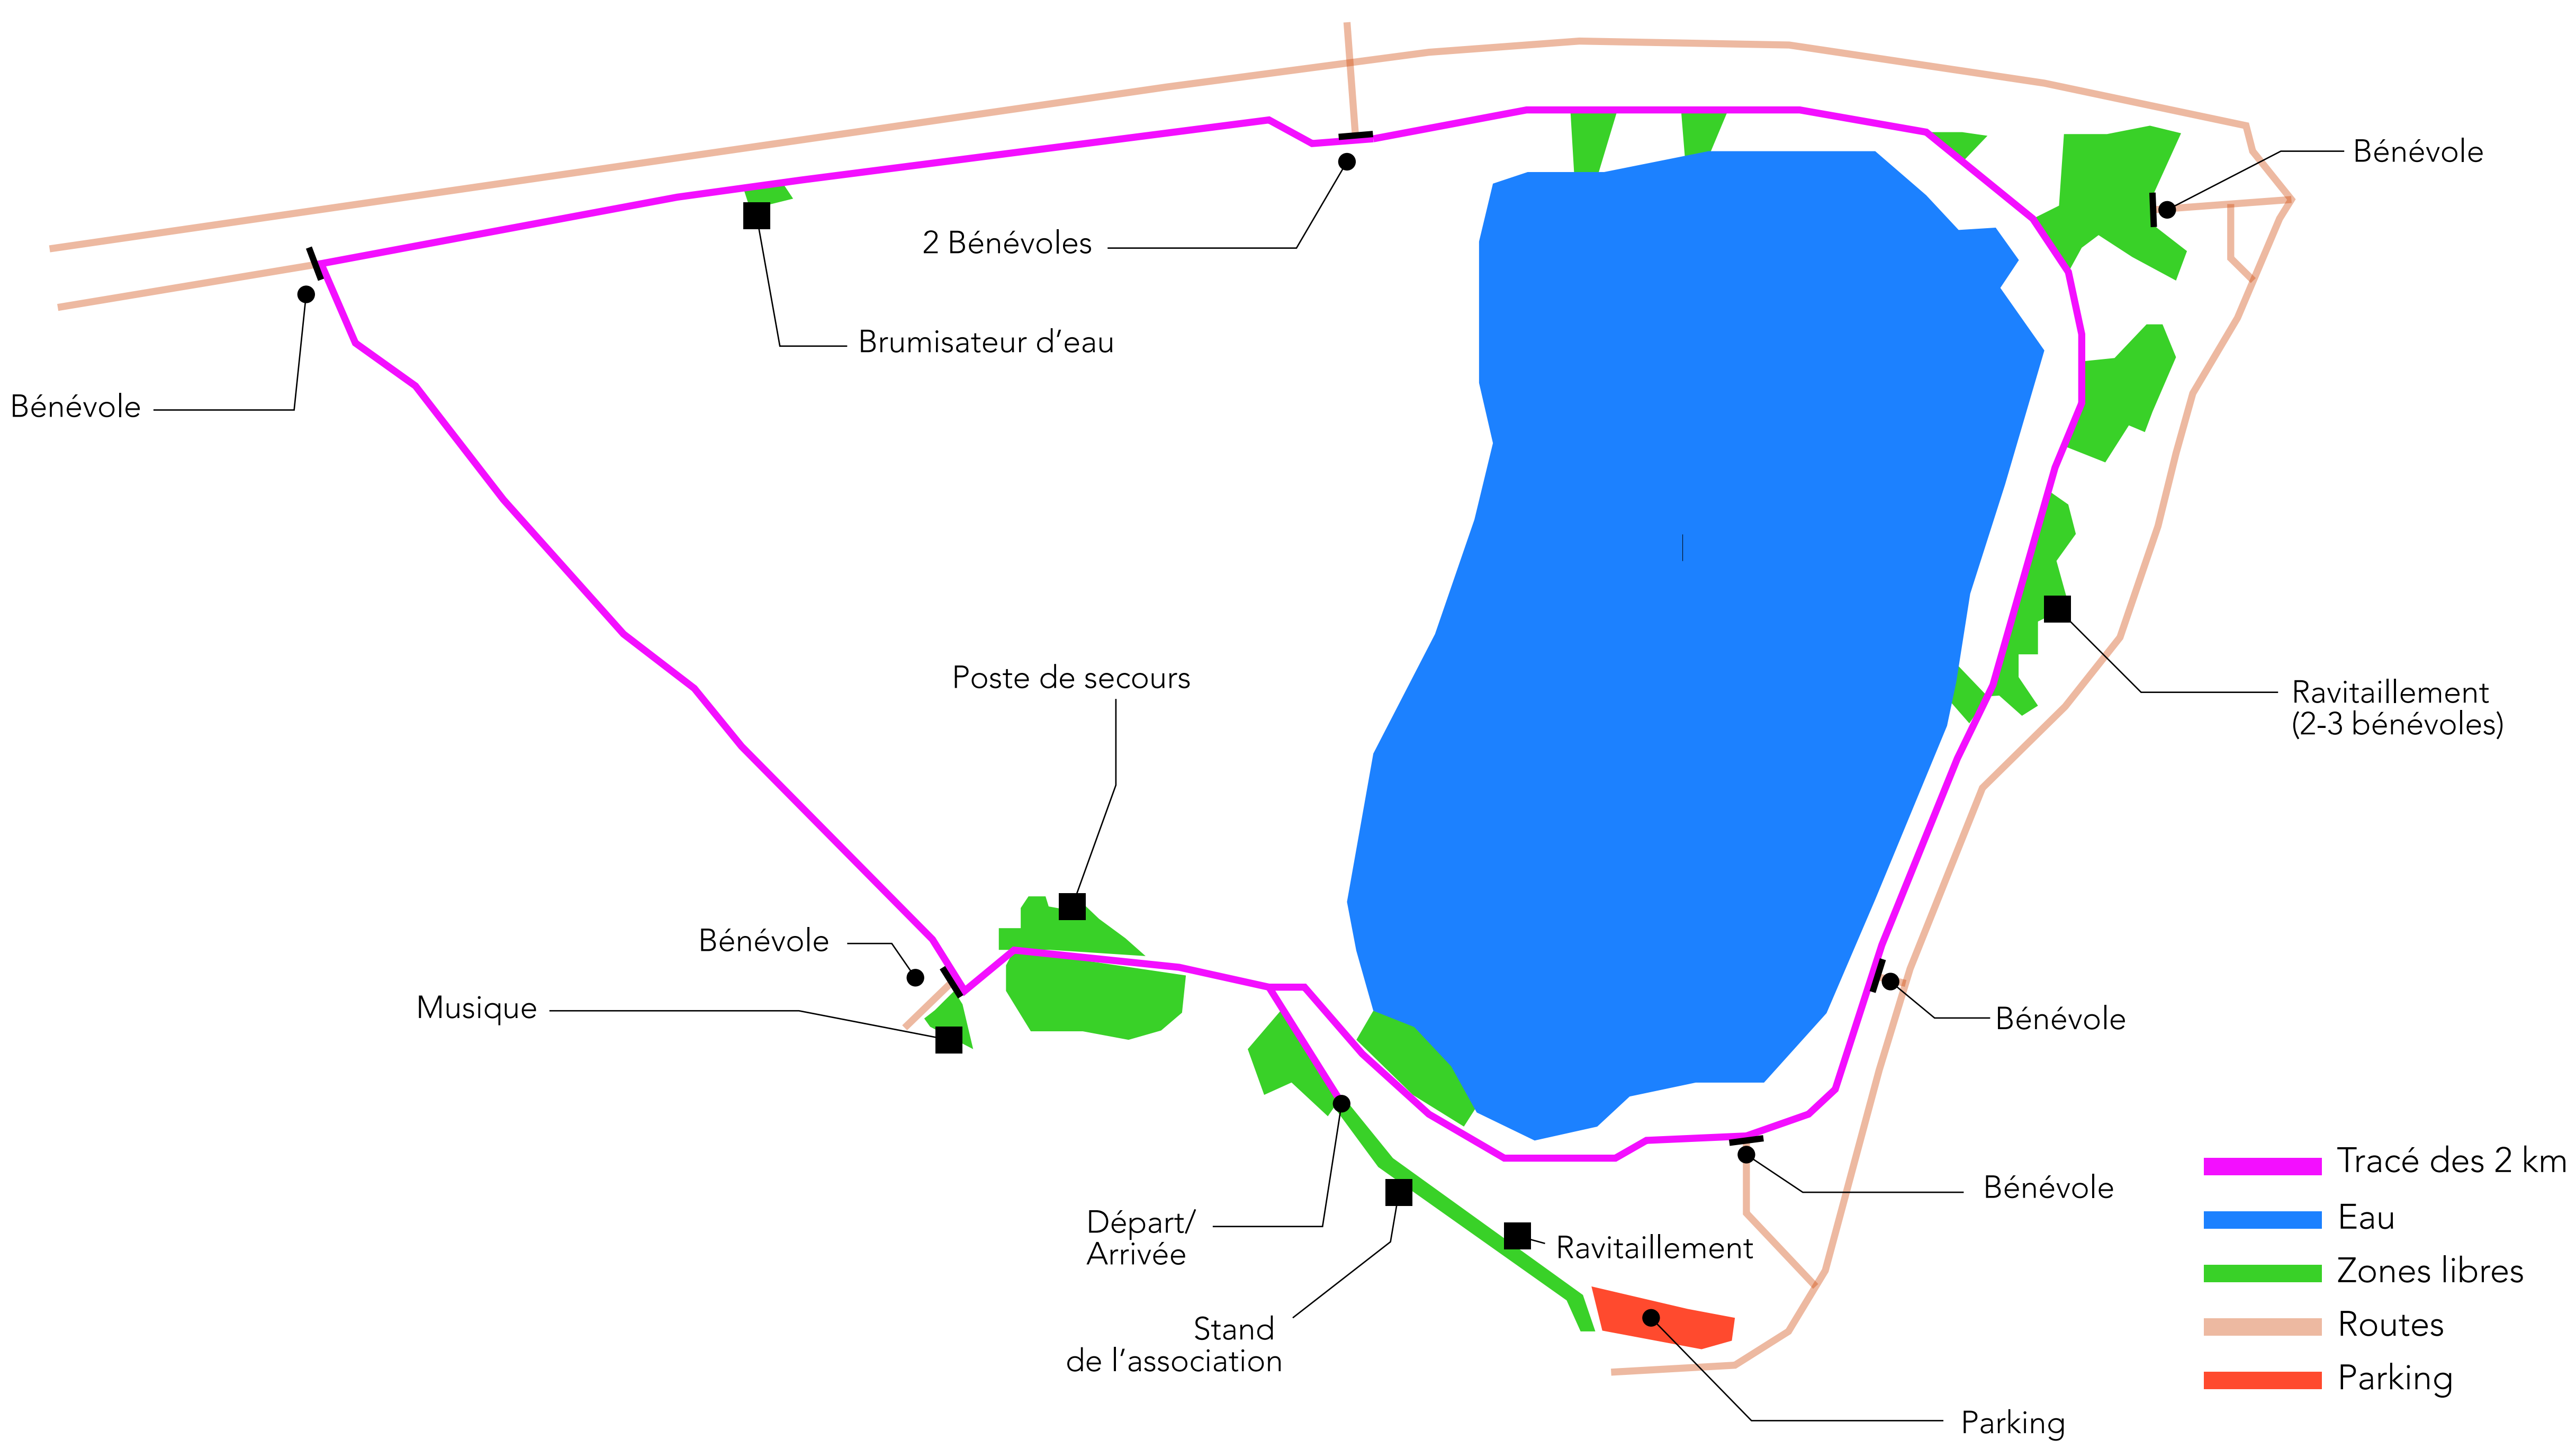 Bénévole
2 Bénévoles
Brumisateur d’eau
Bénévole
Poste de secours
Ravitaillement
(2-3 bénévoles)
Bénévole
Musique
Bénévole
Bénévole
Départ/
Arrivée
Ravitaillement
Stand
de l’association
Parking
Tracé des 2 km
Eau
Zones libres
Routes
Parking